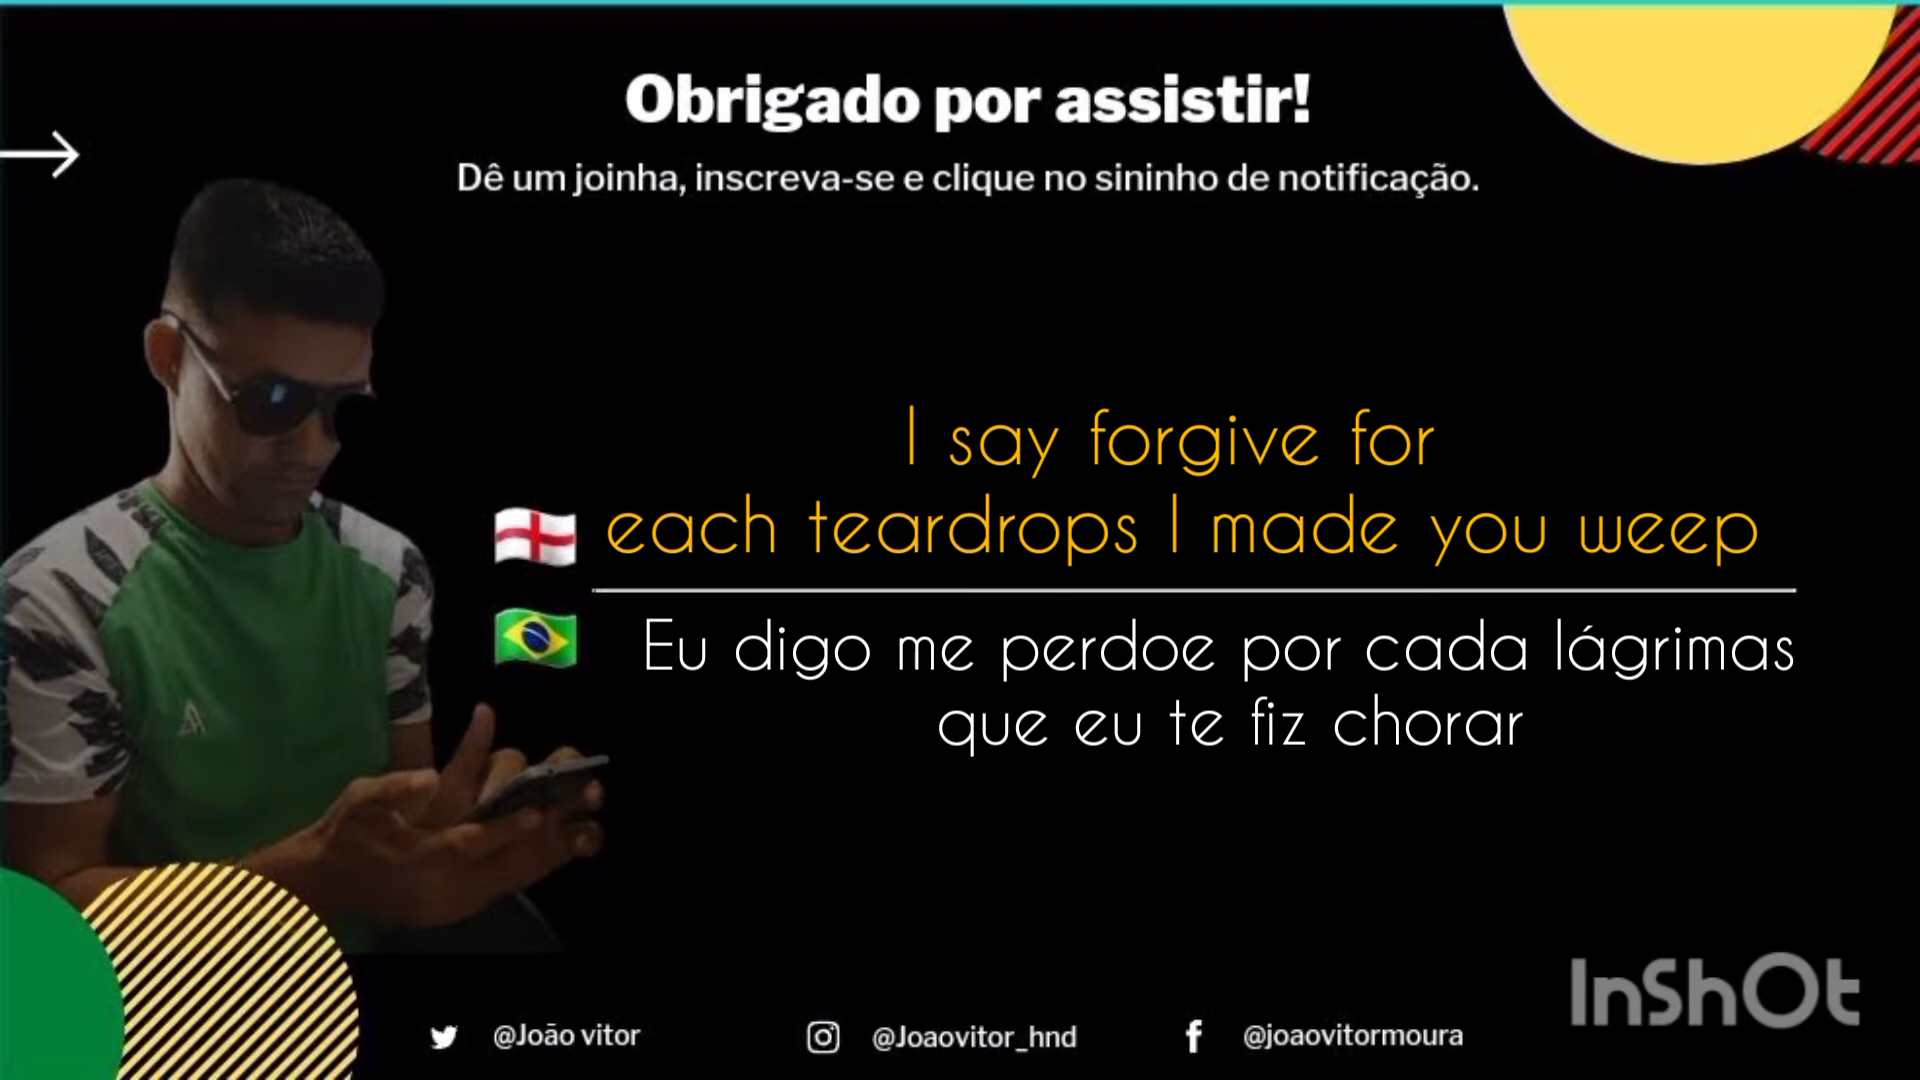 Obrigado por assistir!
Dê um joinha, inscreva-se e clique no sininho de notificação.
I say forgive for
each teardrops I made you weep
Eu digo me perdoe por cada lágrimas
que eu te fiz chorar
InShOt
@João vitor
@Joaovitor_hnd
@joaovitormoura